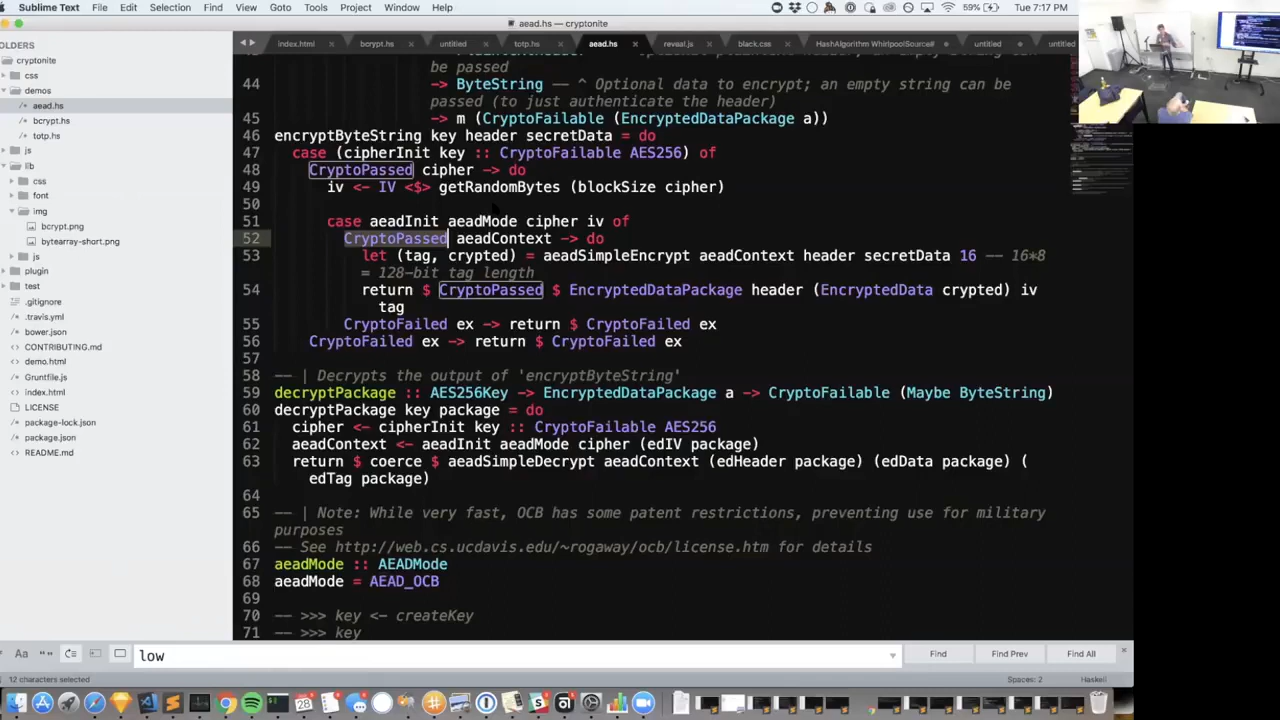 Sublime Text File Edit Selection Find View Goto Tools Project Window Help
59% Tue 7:17 PM
aead.hs — cryptonite
OLDERS
cryptonite
css
demos
aead.hs
bcrypt.hs
totp.hs
js
lib
css
font
img
bcrypt.png
bytearray-short.png
js
plugin
test
.gitignore
.travis.yml
bower.json
CONTRIBUTING.md
demo.html
Gruntfile.js
index.html
LICENSE
package-lock.json
package.json
README.md
index.html bcrypt.hs untitled totp.hs aead.hs reveal.js black.css HashAlgorithm WhirlpoolSource# untitled untitled
be passed
44 -> ByteString -- ^ Optional data to encrypt; an empty string can be
passed (to just authenticate the header)
45 -> m (CryptoFailable (EncryptedDataPackage a))
46 encryptByteString key header secretData = do
47 case (cipherInit key :: CryptoFailable AES256) of
48 CryptoPassed cipher -> do
49 iv <- IV <$> getRandomBytes (blockSize cipher)
50
51 case aeadInit aeadMode cipher iv of
52 CryptoPassed aeadContext -> do
53 let (tag, crypted) = aeadSimpleEncrypt aeadContext header secretData 16 -- 16*8
= 128-bit tag length
54 return $ CryptoPassed $ EncryptedDataPackage header (EncryptedData crypted) iv
tag
55 CryptoFailed ex -> return $ CryptoFailed ex
56 CryptoFailed ex -> return $ CryptoFailed ex
57
58 -- | Decrypts the output of 'encryptByteString'
59 decryptPackage :: AES256Key -> EncryptedDataPackage a -> CryptoFailable (Maybe ByteString)
60 decryptPackage key package = do
61 cipher <- cipherInit key :: CryptoFailable AES256
62 aeadContext <- aeadInit aeadMode cipher (edIV package)
63 return $ coerce $ aeadSimpleDecrypt aeadContext (edHeader package) (edData package) (
edTag package)
64
65 -- | Note: While very fast, OCB has some patent restrictions, preventing use for military
purposes
66 -- See http://web.cs.ucdavis.edu/~rogaway/ocb/license.htm for details
67 aeadMode :: AEADMode
68 aeadMode = AEAD_OCB
69
70 -- >>> key <- createKey
71 -- >>> key
Aa low Find Find Prev Find All
12 characters selected Spaces: 2 Haskell